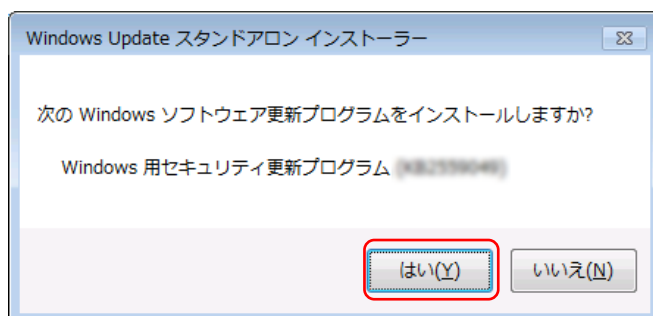 Windows Update スタンドアロン インストーラー
次の Windows ソフトウェア更新プログラムをインストールしますか?
Windows 用セキュリティ更新プログラム
はい(Y)
いいえ(N)